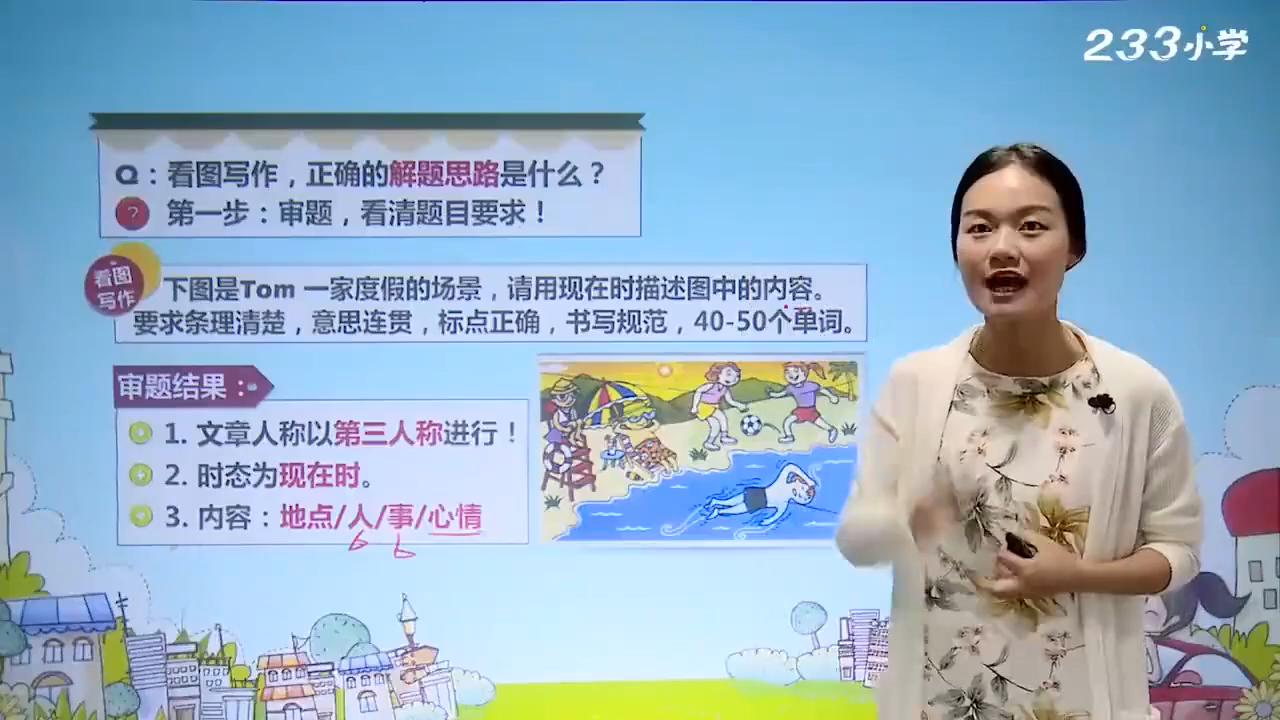 233小学
Q：看图写作，正确的解题思路是什么？
? 第一步：审题，看清题目要求！
看图
写作
下图是Tom 一家度假的场景，请用现在时描述图中的内容。
要求条理清楚，意思连贯，标点正确，书写规范，40-50个单词。
审题结果：
1. 文章人称以第三人称进行！
2. 时态为现在时。
3. 内容：地点/人/事/心情
6 6